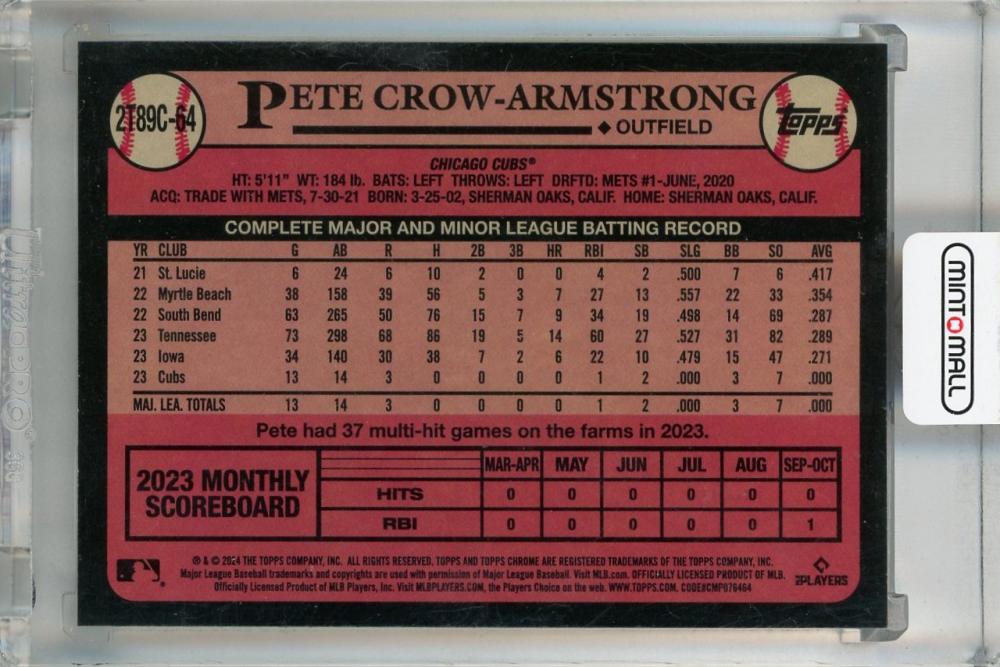 2T89C-64
PETE CROW-ARMSTRONG
OUTFIELD
topps
CHICAGO CUBS®
HT: 5'11" WT: 184 lb. BATS: LEFT THROWS: LEFT DRFTD: METS #1-JUNE, 2020
ACQ: TRADE WITH METS, 7-30-21 BORN: 3-25-02, SHERMAN OAKS, CALIF. HOME: SHERMAN OAKS, CALIF.
COMPLETE MAJOR AND MINOR LEAGUE BATTING RECORD
YR CLUB G AB R H 2B 3B HR RBI SB SLG BB SO AVG
21 St. Lucie 6 24 6 10 2 0 0 4 2 .500 7 6 .417
22 Myrtle Beach 38 158 39 56 5 3 7 27 13 .557 22 33 .354
22 South Bend 63 265 50 76 15 7 9 34 19 .498 14 69 .287
23 Tennessee 73 298 68 86 19 5 14 60 27 .527 31 82 .289
23 Iowa 34 140 30 38 7 2 6 22 10 .479 15 47 .271
23 Cubs 13 14 3 0 0 0 0 1 2 .000 3 7 .000
MAJ. LEA. TOTALS 13 14 3 0 0 0 0 1 2 .000 3 7 .000
Pete had 37 multi-hit games on the farms in 2023.
2023 MONTHLY SCOREBOARD
MAR-APR MAY JUN JUL AUG SEP-OCT
HITS 0 0 0 0 0 0
RBI 0 0 0 0 0 1
® & © 2024 THE TOPPS COMPANY, INC. ALL RIGHTS RESERVED. TOPPS AND TOPPS CHROME ARE REGISTERED TRADEMARKS OF THE TOPPS COMPANY, INC.
Major League Baseball trademarks and copyrights are used with permission of Major League Baseball. Visit MLB.com. OFFICIALLY LICENSED PRODUCT OF MLB.
Officially Licensed Product of MLB Players, Inc. Visit MLBPLAYERS.COM, the Players Choice on the web. WWW.TOPPS.COM. CODE#CMP076464
PLAYERS
MINT MALL